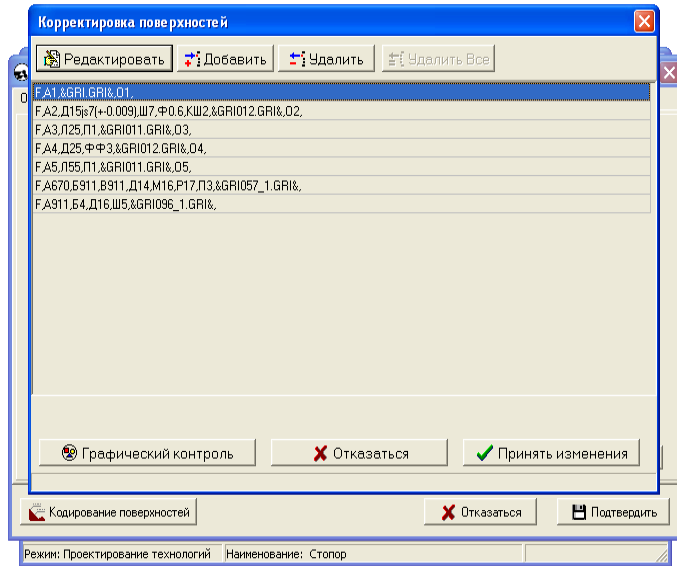 Корректировка поверхностей
Редактировать Добавить Удалить Удалить Все
F,A1,&GRI.GRI&,O1,
F,A2,Д15js7(+-0.009),Ш7,Ф0.6,КШ2,&GRI012.GRI&,O2,
F,A3,Л25,П1,&GRI011.GRI&,O3,
F,A4,Д25,ФФ3,&GRI012.GRI&,O4,
F,A5,Л55,П1,&GRI011.GRI&,O5,
F,A670,Б911,В911,Д14,М16,Р17,П3,&GRI057_1.GRI&,
F,A911,Б4,Д16,Ш5,&GRI096_1.GRI&,
Графический контроль Отказаться Принять изменения
Кодирование поверхностей Отказаться Подтвердить
Режим: Проектирование технологий Наименование: Стопор